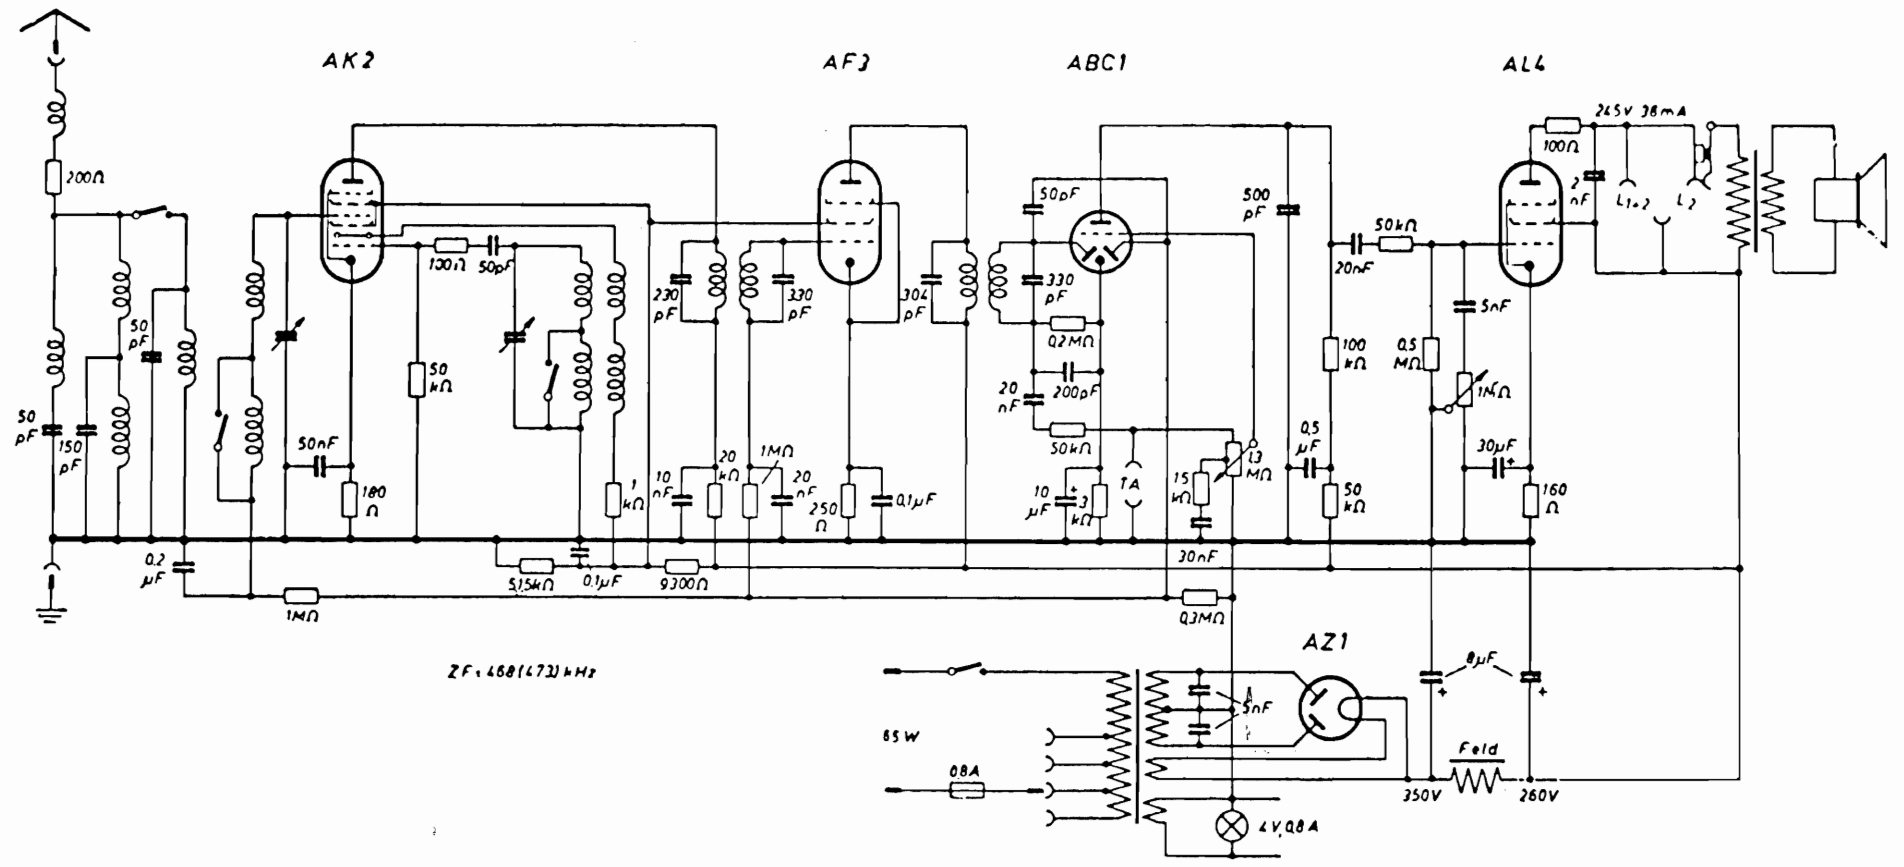 AK2
AF3
ABC1
AL4
245V 38mA
100Ω
200Ω
2
nF
L1+2
L2
50pF
500
pF
50kΩ
20nF
100Ω
50pF
230
pF
330
pF
304
pF
330
pF
0,2MΩ
5nF
50
pF
50
kΩ
200pF
20
nF
100
kΩ
0,5
MΩ
1MΩ
50
pF
150
pF
50nF
180
Ω
1
kΩ
10
nF
20
kΩ
1MΩ
20
nF
250
Ω
0,1µF
50kΩ
TA
1,3
MΩ
15
kΩ
10
µF
+
3
kΩ
30nF
0,5
µF
50
kΩ
30µF
+
160
Ω
0,2
µF
51,5kΩ
0,1µF
9300Ω
1MΩ
0,3MΩ
ZF = 468(473)kHz
AZ1
8µF
+
+
5nF
65W
0,8A
Feld
350V
260V
4V,0,8A